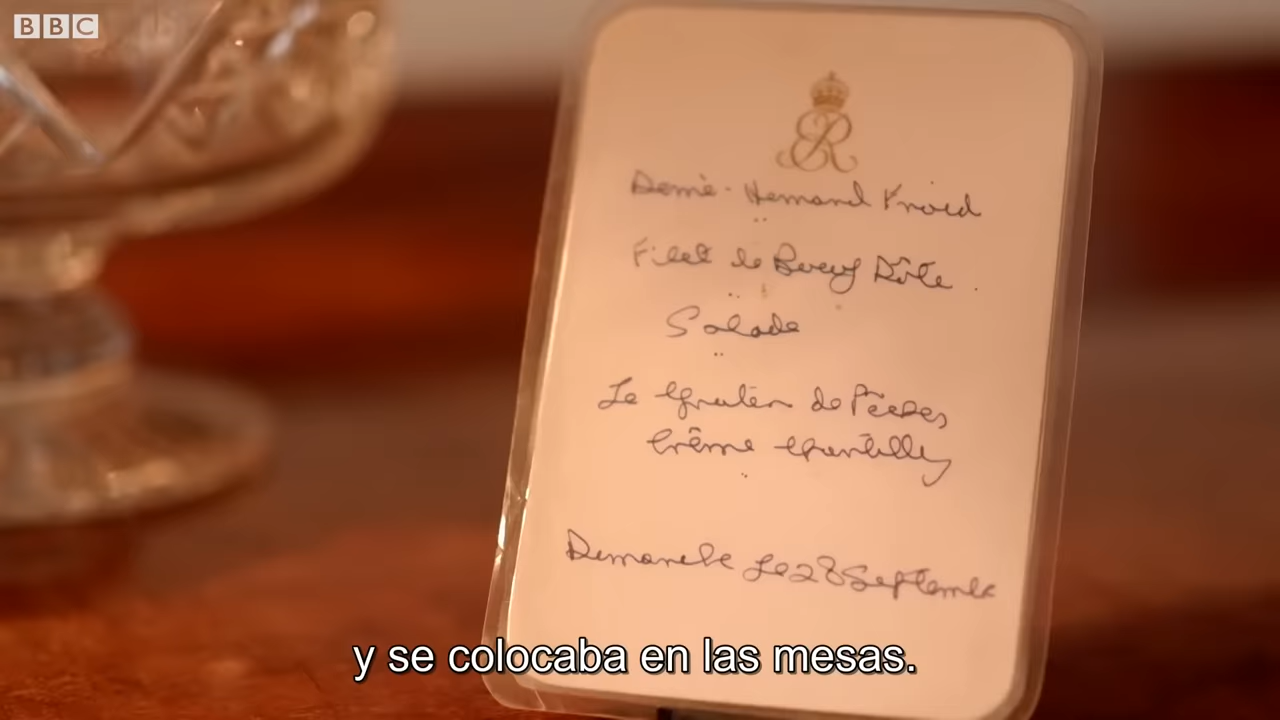 BBC
ER
Demi-Homard Froid
Filet de Boeuf Rôti
Salade
Le Gratin de Pêches
Crème Chantilly
Dimanche Le 28 Septembre
y se colocaba en las mesas.